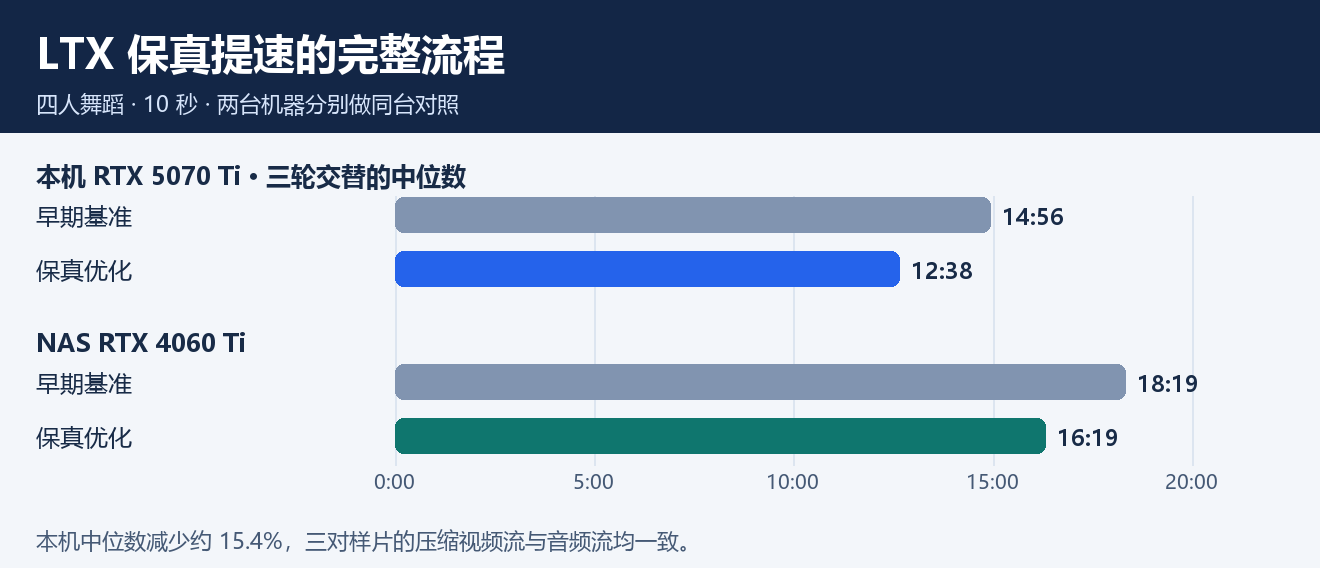 LTX 保真提速的完整流程
四人舞蹈 · 10 秒 · 两台机器分别做同台对照
本机 RTX 5070 Ti • 三轮交替的中位数
早期基准 14:56
保真优化 12:38
NAS RTX 4060 Ti
早期基准 18:19
保真优化 16:19
0:00 5:00 10:00 15:00 20:00
本机中位数减少约 15.4%，三对样片的压缩视频流与音频流均一致。